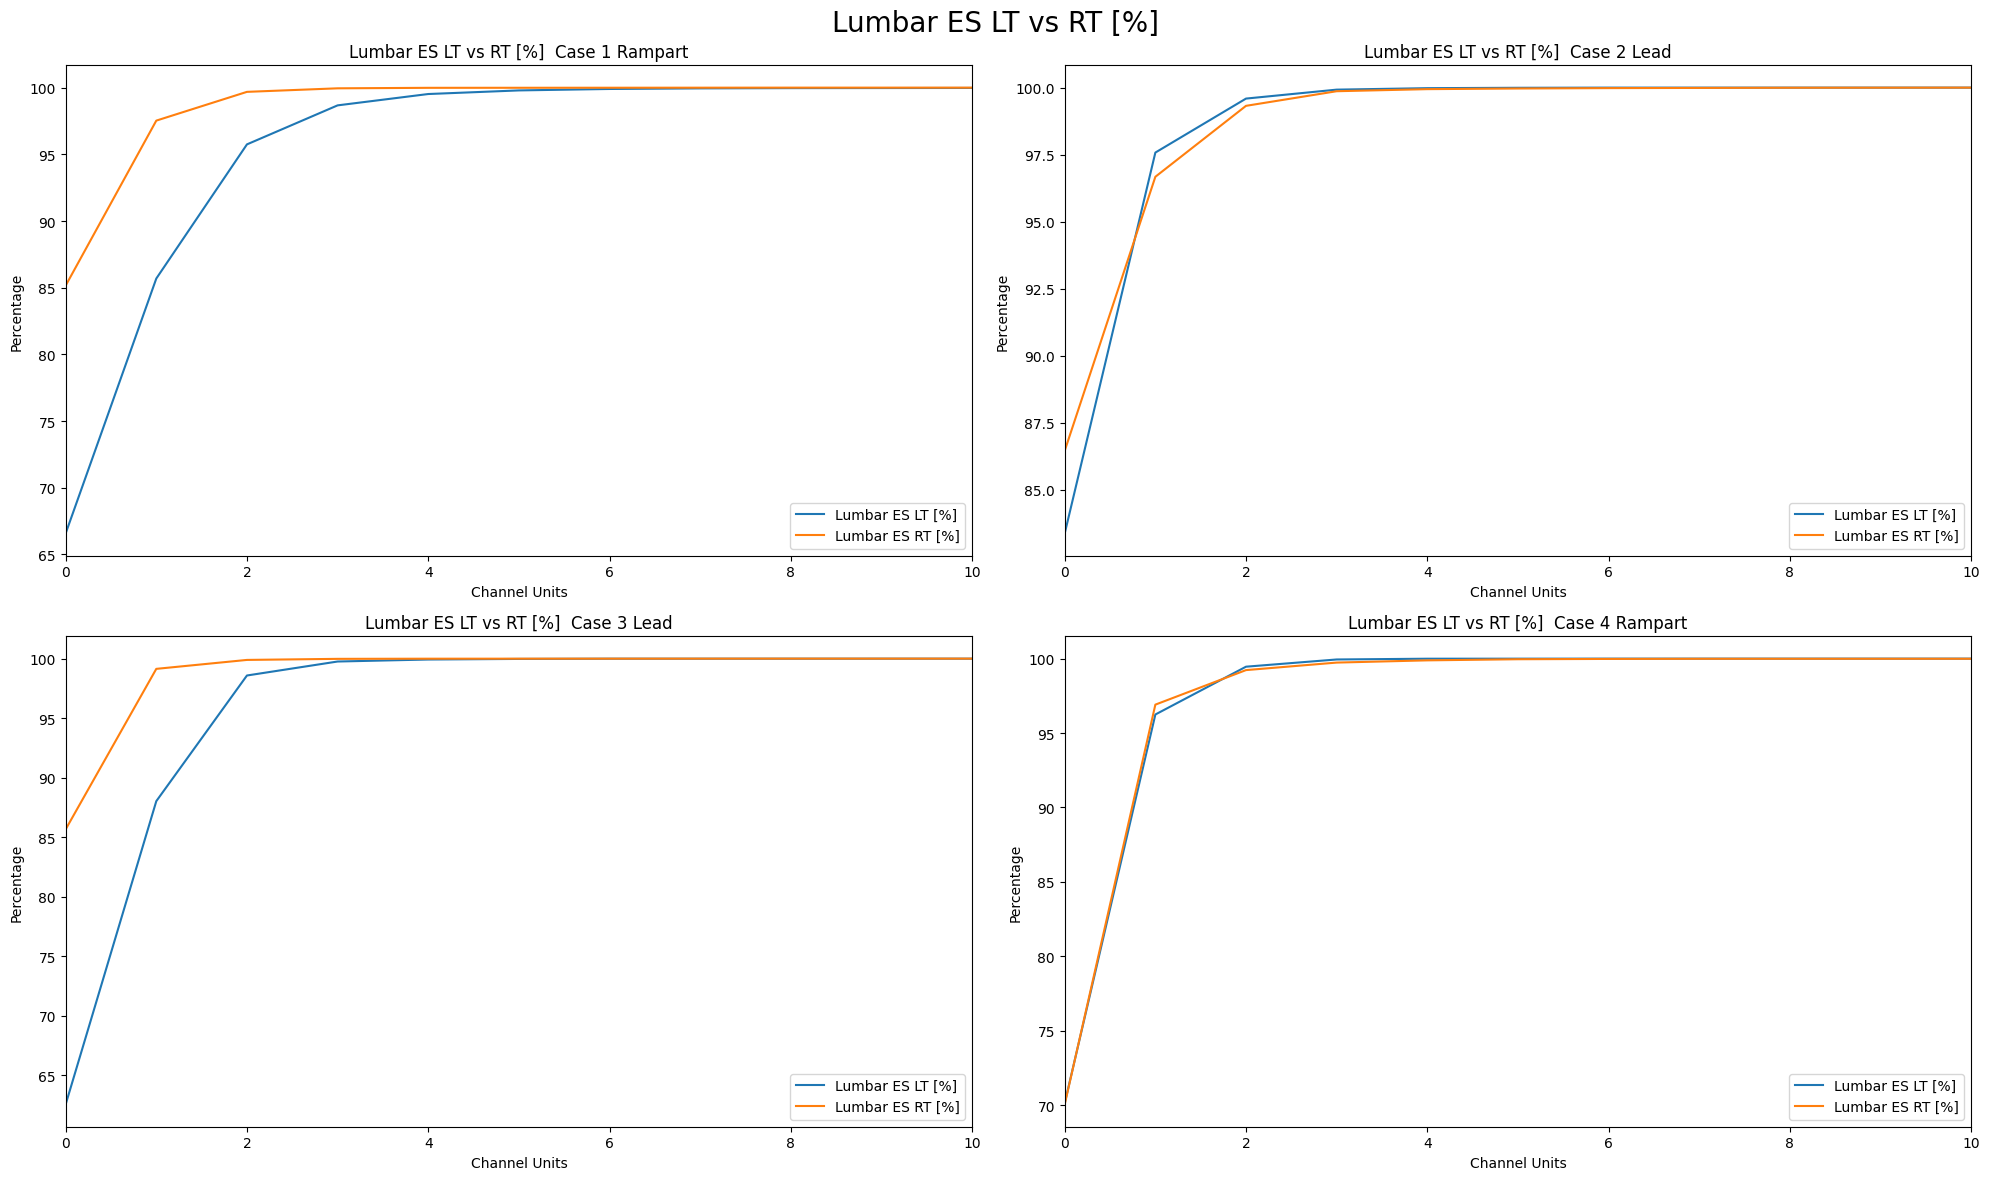 Lumbar ES LT vs RT [%]
Lumbar ES LT vs RT [%]  Case 1 Rampart
100
95
90
85
80
75
70
65
Percentage
0 2 4 6 8 10
Channel Units
Lumbar ES LT [%]
Lumbar ES RT [%]
Lumbar ES LT vs RT [%]  Case 2 Lead
100.0
97.5
95.0
92.5
90.0
87.5
85.0
Percentage
0 2 4 6 8 10
Channel Units
Lumbar ES LT [%]
Lumbar ES RT [%]
Lumbar ES LT vs RT [%]  Case 3 Lead
100
95
90
85
80
75
70
65
Percentage
0 2 4 6 8 10
Channel Units
Lumbar ES LT [%]
Lumbar ES RT [%]
Lumbar ES LT vs RT [%]  Case 4 Rampart
100
95
90
85
80
75
70
Percentage
0 2 4 6 8 10
Channel Units
Lumbar ES LT [%]
Lumbar ES RT [%]